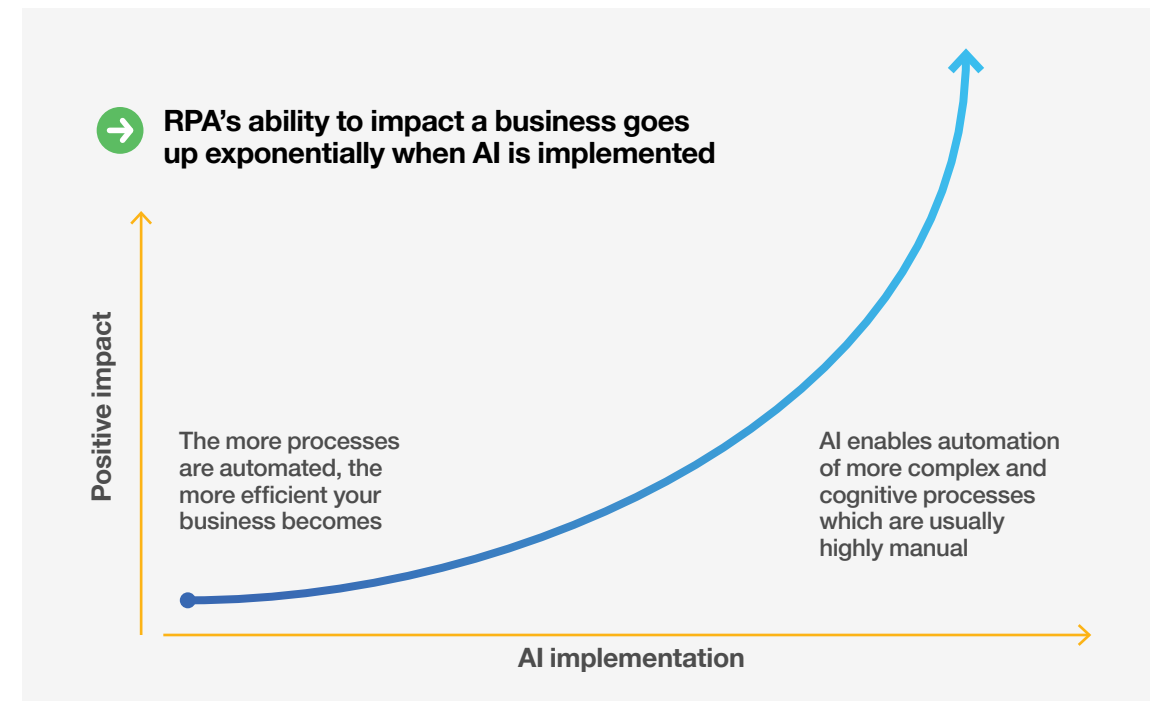 RPA’s ability to impact a business goes
up exponentially when AI is implemented
Positive impact
The more processes
are automated, the
more efficient your
business becomes
AI enables automation
of more complex and
cognitive processes
which are usually
highly manual
AI implementation